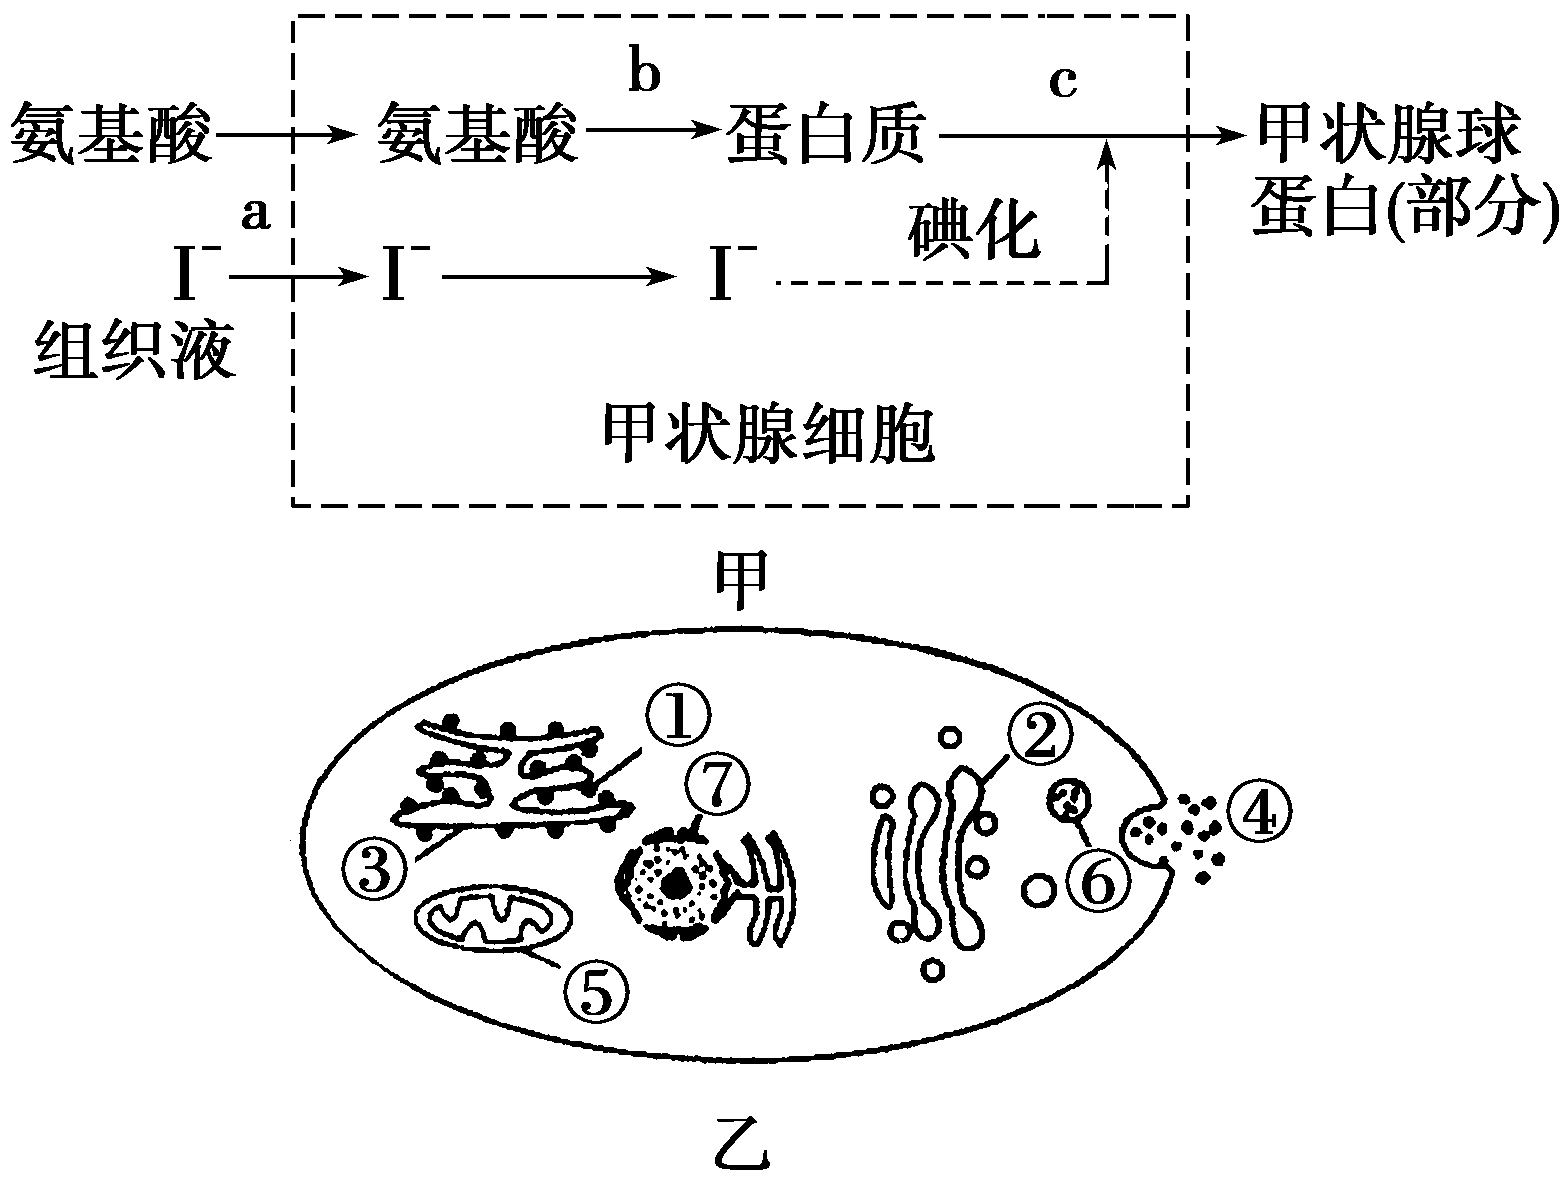 b
c
氨基酸 氨基酸 蛋白质 甲状腺球
蛋白(部分)
a
碘化
I⁻ I⁻ I⁻
组织液
甲状腺细胞
甲
①
②
⑦
④
③
⑥
⑤
乙